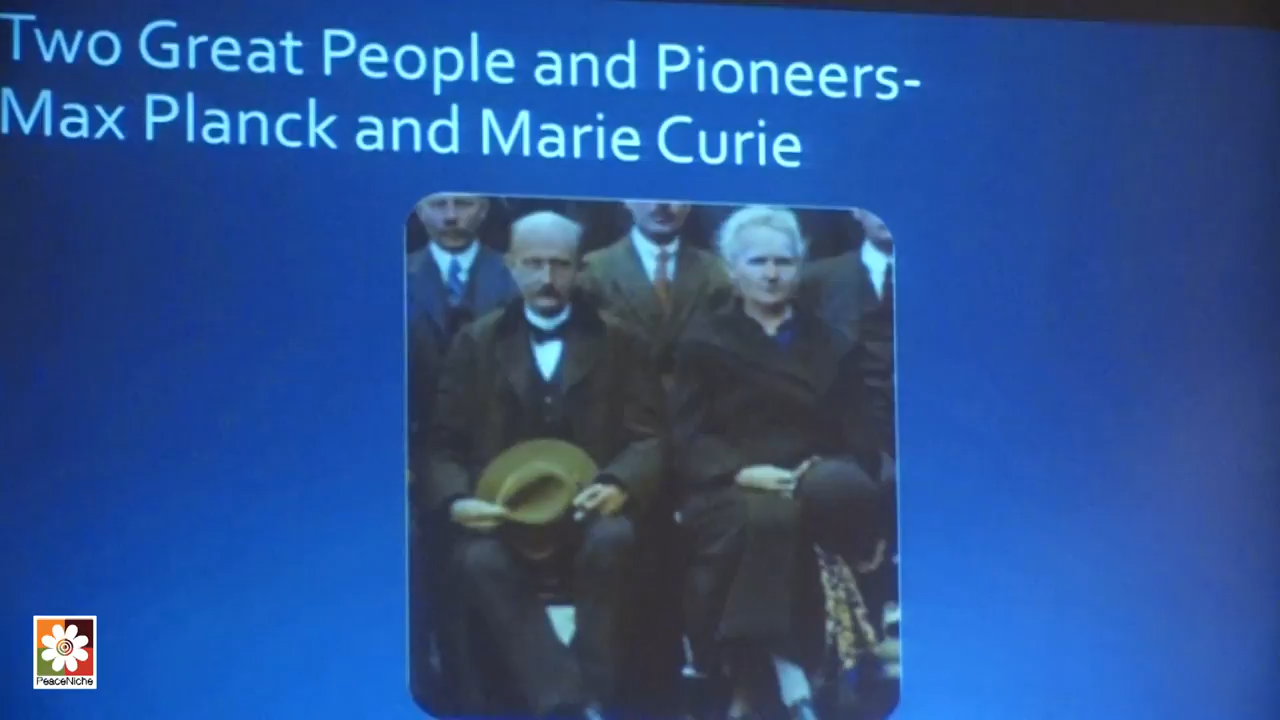 Two Great People and Pioneers-
Max Planck and Marie Curie
PeaceNiche